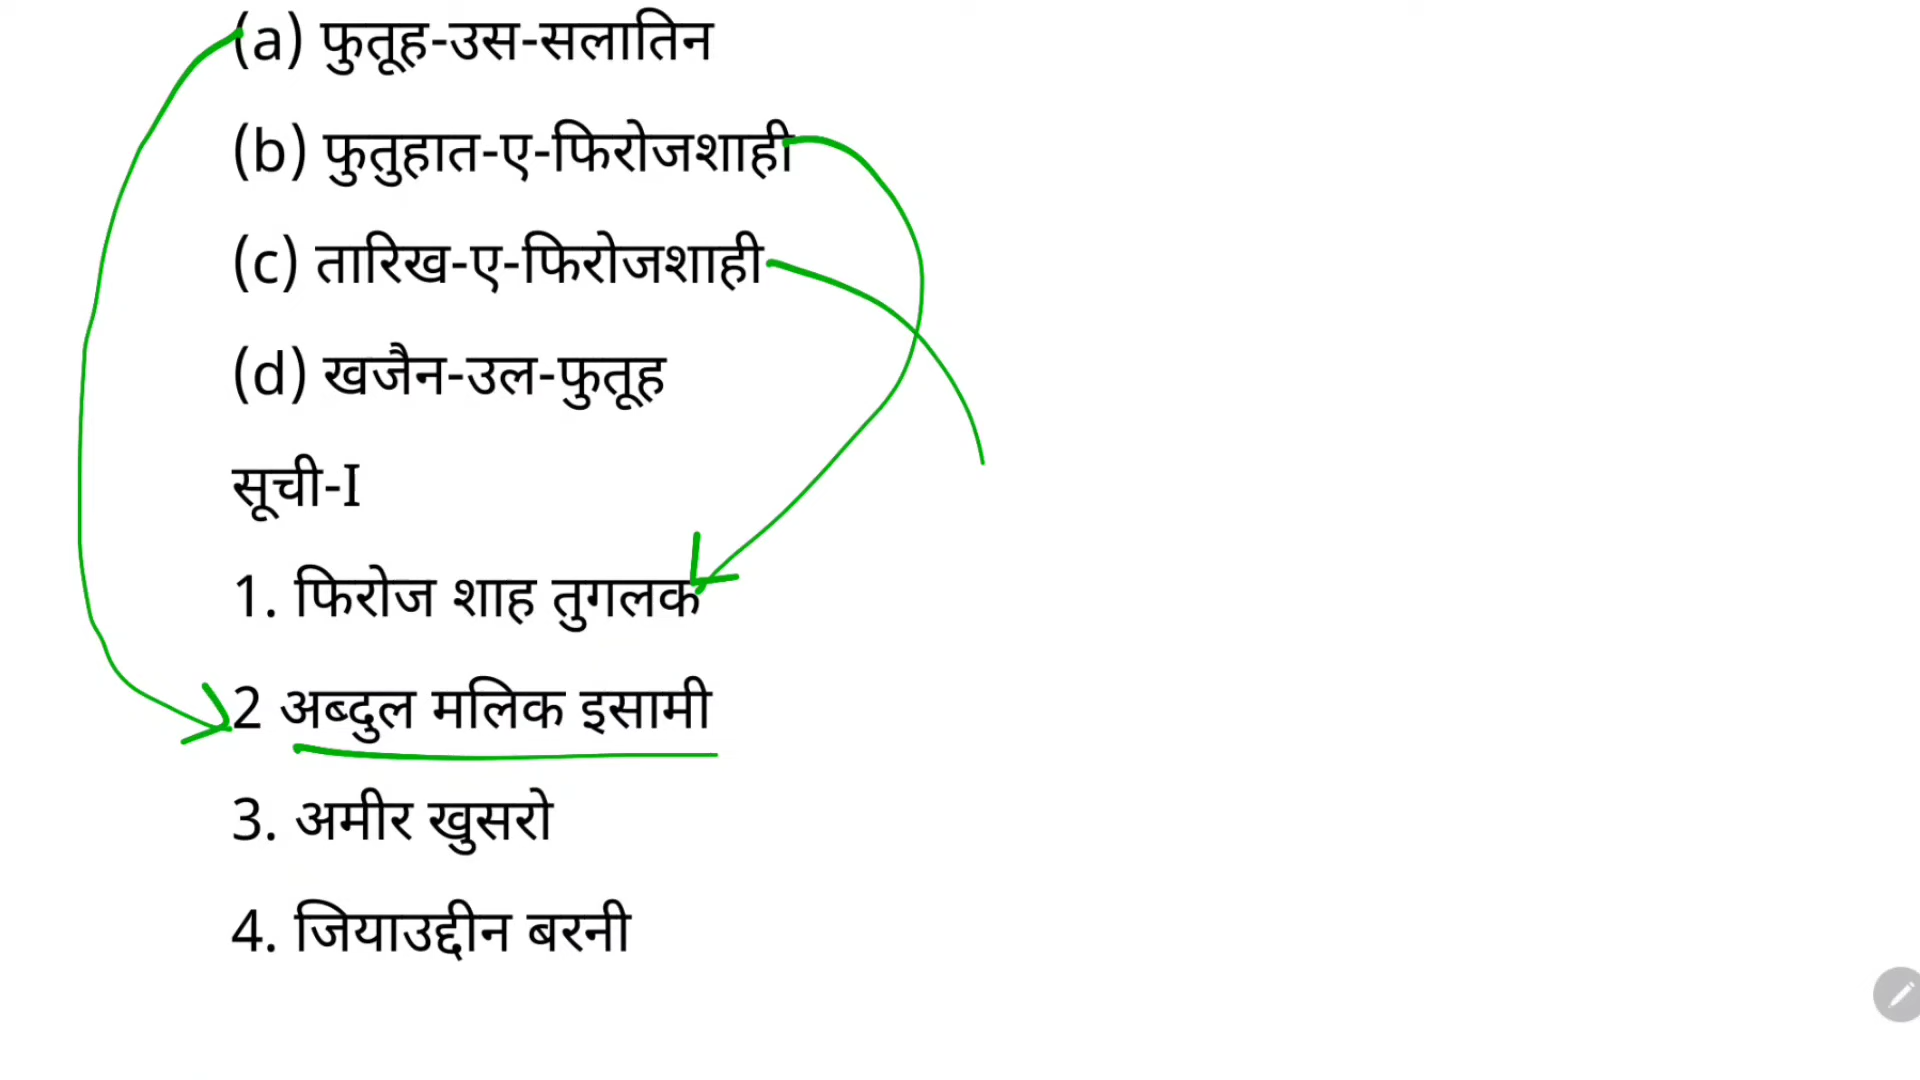 (a) फुतूह-उस-सलातिन
(b) फुतुहात-ए-फिरोजशाही
(c) तारिख-ए-फिरोजशाही
(d) खजैन-उल-फुतूह
सूची-I
1. फिरोज शाह तुगलक
2 अब्दुल मलिक इसामी
3. अमीर खुसरो
4. जियाउद्दीन बरनी